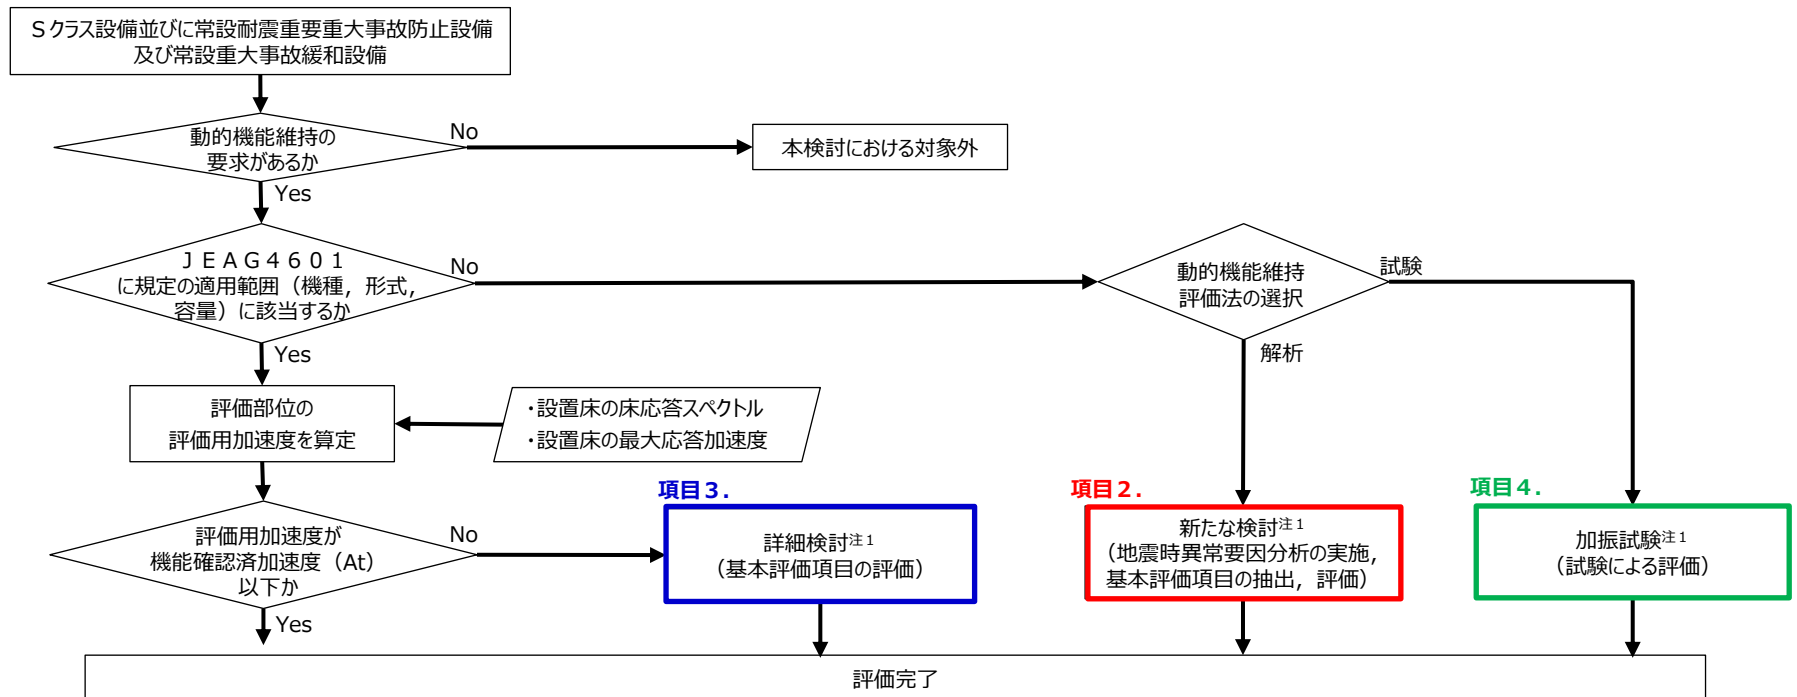 Ｓクラス設備並びに常設耐震重要重大事故防止設備
及び常設重大事故緩和設備
動的機能維持の
要求があるか
No
本検討における対象外
Yes
ＪＥＡＧ４６０１
に規定の適用範囲（機種，形式，
容量）に該当するか
No
動的機能維持
評価法の選択
試験
解析
Yes
評価部位の
評価用加速度を算定
・設置床の床応答スペクトル
・設置床の最大応答加速度
評価用加速度が
機能確認済加速度（At）
以下か
No
Yes
項目３．
詳細検討注１
（基本評価項目の評価）
項目２．
新たな検討注１
（地震時異常要因分析の実施，
基本評価項目の抽出，評価）
項目４．
加振試験注１
（試験による評価）
評価完了